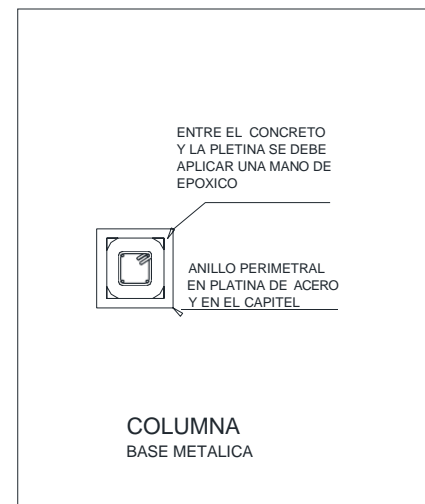 ENTRE EL CONCRETO
Y LA PLETINA SE DEBE
APLICAR UNA MANO DE
EPOXICO
ANILLO PERIMETRAL
EN PLATINA DE ACERO
Y EN EL CAPITEL
COLUMNA
BASE METALICA